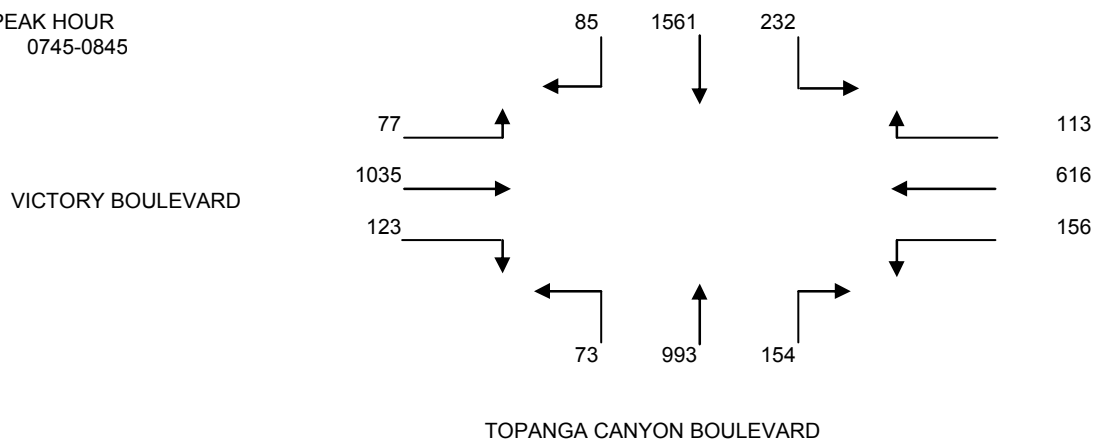 PEAK HOUR
0745-0845
85 1561 232
77 113
1035 616
VICTORY BOULEVARD
123 156
73 993 154
TOPANGA CANYON BOULEVARD